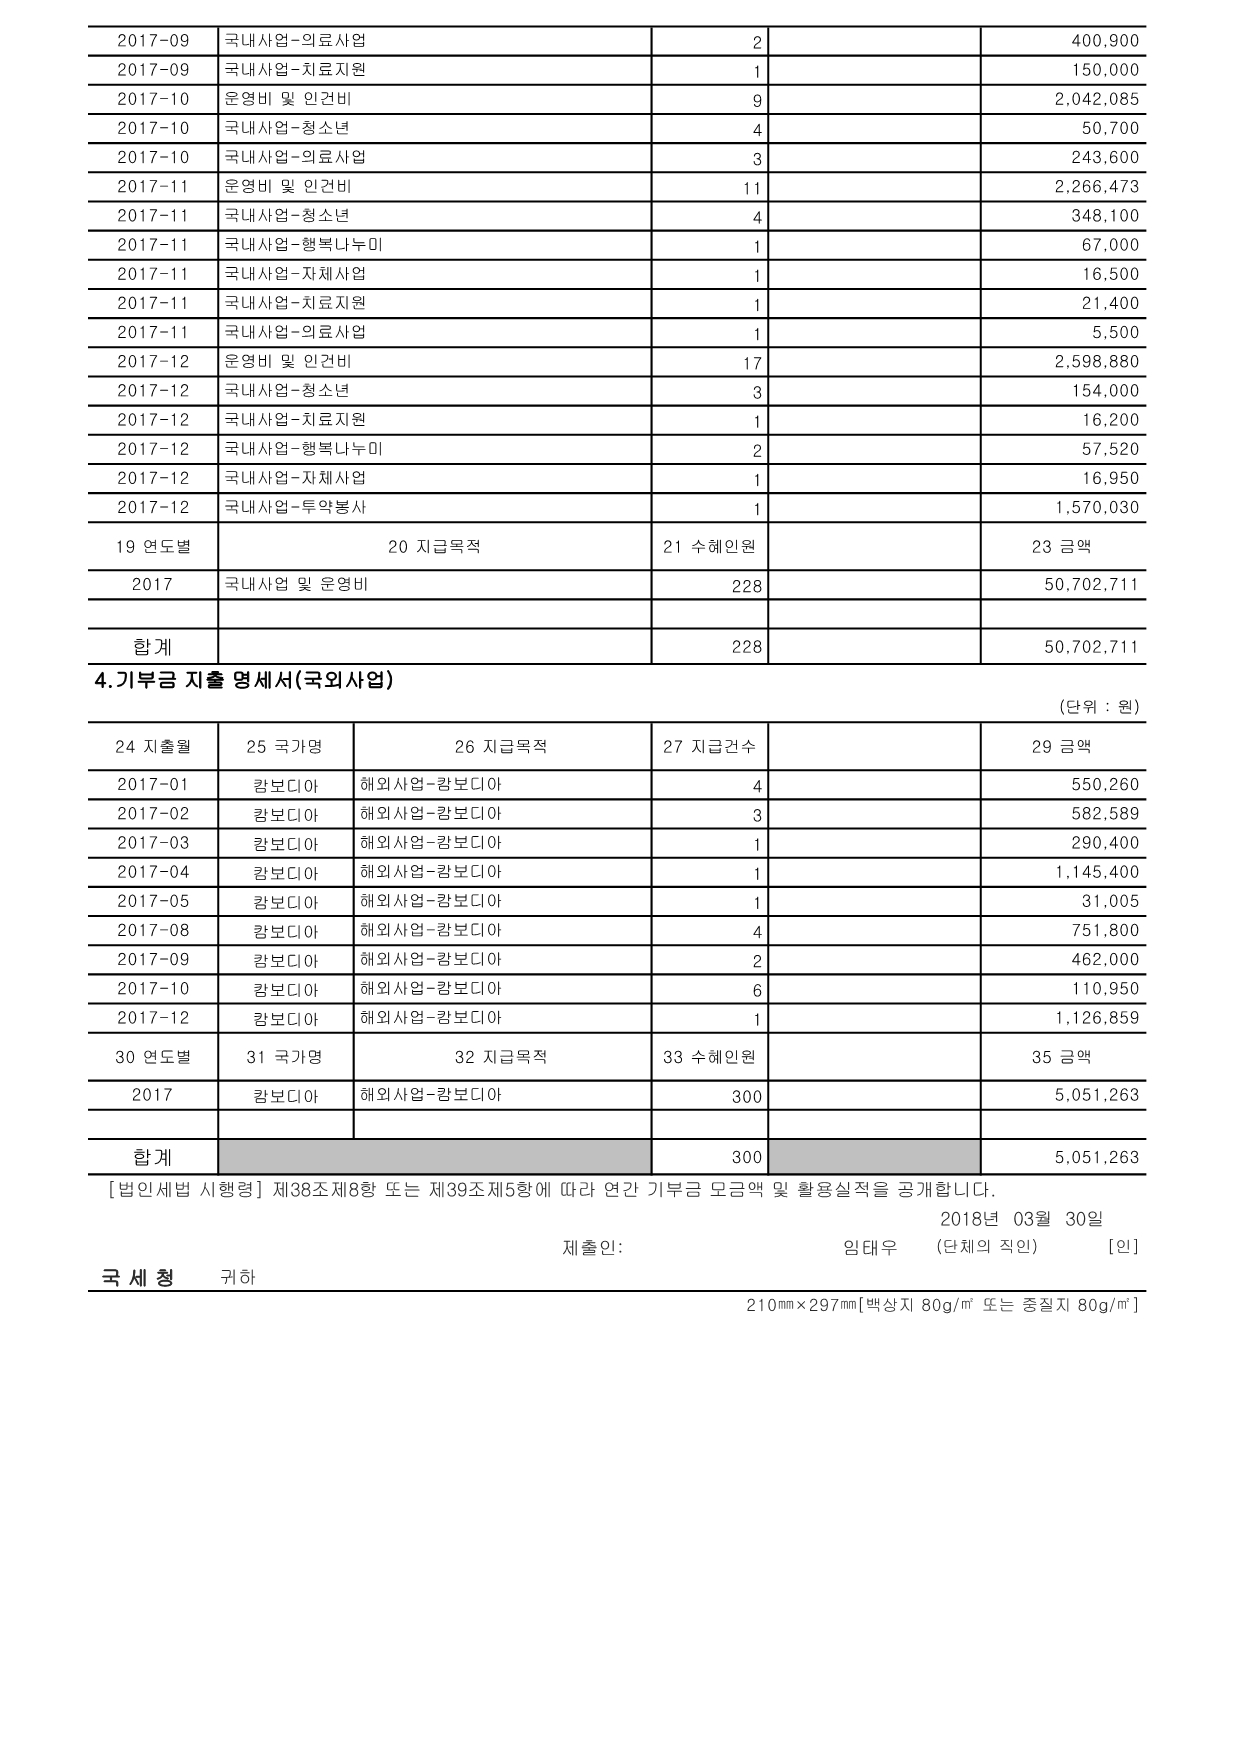 2017-09 국내사업-의료사업 2 400,900
2017-09 국내사업-치료지원 1 150,000
2017-10 운영비 및 인건비 9 2,042,085
2017-10 국내사업-청소년 4 50,700
2017-10 국내사업-의료사업 3 243,600
2017-11 운영비 및 인건비 11 2,266,473
2017-11 국내사업-청소년 4 348,100
2017-11 국내사업-행복나누미 1 67,000
2017-11 국내사업-자체사업 1 16,500
2017-11 국내사업-치료지원 1 21,400
2017-11 국내사업-의료사업 1 5,500
2017-12 운영비 및 인건비 17 2,598,880
2017-12 국내사업-청소년 3 154,000
2017-12 국내사업-치료지원 1 16,200
2017-12 국내사업-행복나누미 2 57,520
2017-12 국내사업-자체사업 1 16,950
2017-12 국내사업-투약봉사 1 1,570,030
19 연도별 20 지급목적 21 수혜인원 23 금액
2017 국내사업 및 운영비 228 50,702,711
합계 228 50,702,711
4.기부금 지출 명세서(국외사업)
(단위 : 원)
24 지출월 25 국가명 26 지급목적 27 지급건수 29 금액
2017-01 캄보디아 해외사업-캄보디아 4 550,260
2017-02 캄보디아 해외사업-캄보디아 3 582,589
2017-03 캄보디아 해외사업-캄보디아 1 290,400
2017-04 캄보디아 해외사업-캄보디아 1 1,145,400
2017-05 캄보디아 해외사업-캄보디아 1 31,005
2017-08 캄보디아 해외사업-캄보디아 4 751,800
2017-09 캄보디아 해외사업-캄보디아 2 462,000
2017-10 캄보디아 해외사업-캄보디아 6 110,950
2017-12 캄보디아 해외사업-캄보디아 1 1,126,859
30 연도별 31 국가명 32 지급목적 33 수혜인원 35 금액
2017 캄보디아 해외사업-캄보디아 300 5,051,263
합계 300 5,051,263
[법인세법 시행령] 제38조제8항 또는 제39조제5항에 따라 연간 기부금 모금액 및 활용실적을 공개합니다.
2018년 03월 30일
제출인: 임태우 (단체의 직인) [인]
국 세 청 귀하
210㎜×297㎜[백상지 80g/㎡ 또는 중질지 80g/㎡]